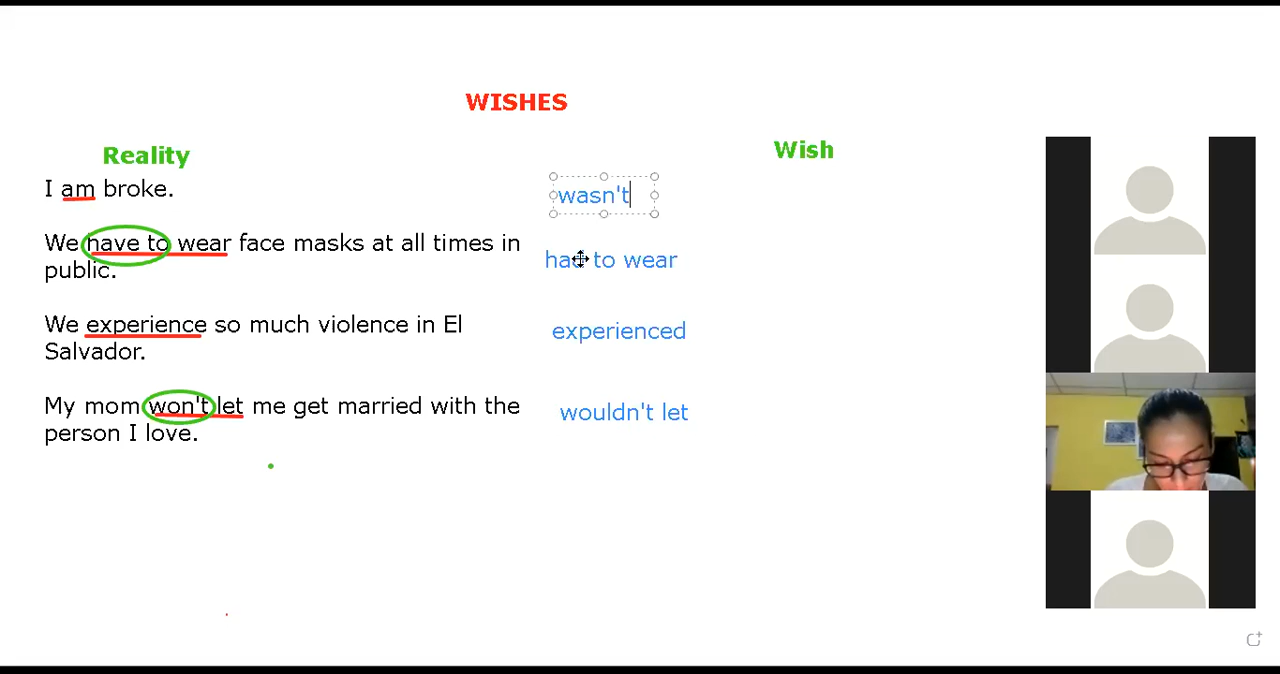 WISHES
Reality
Wish
I am broke.
wasn't
We have to wear face masks at all times in
public.
had to wear
We experience so much violence in El
Salvador.
experienced
My mom won't let me get married with the
person I love.
wouldn't let